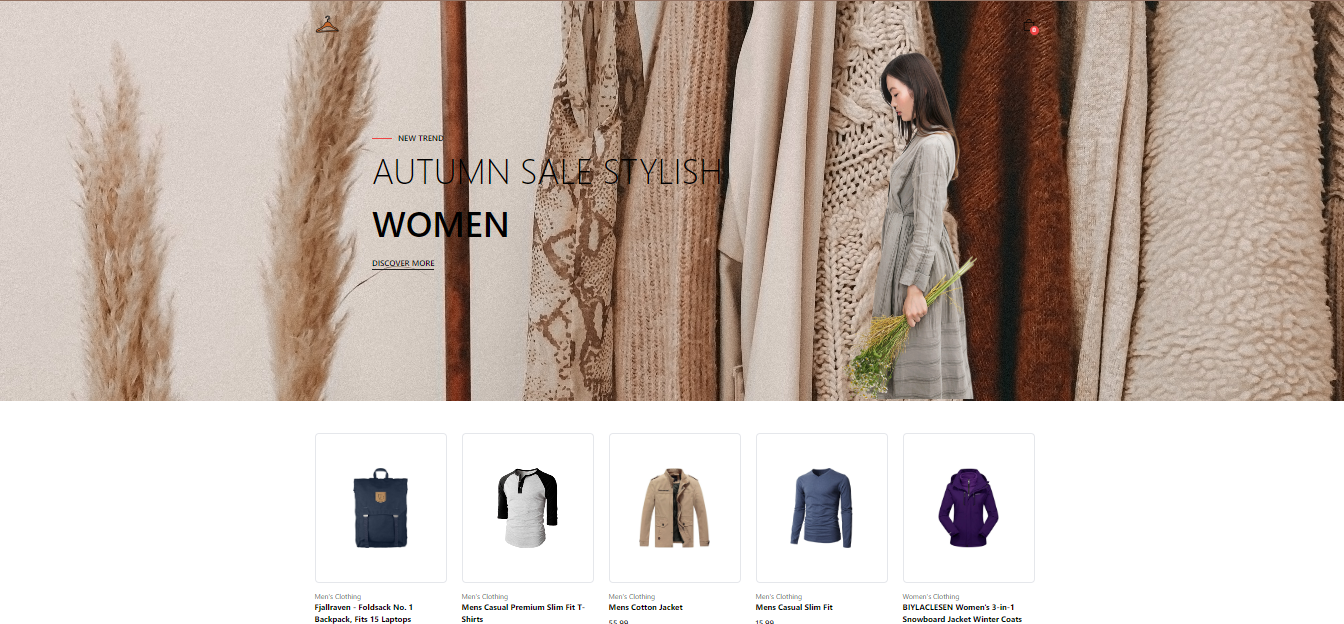 0
NEW TREND
AUTUMN SALE STYLISH
WOMEN
DISCOVER MORE
Men's Clothing
Fjallraven - Foldsack No. 1
Backpack, Fits 15 Laptops
Men's Clothing
Mens Casual Premium Slim Fit T-
Shirts
Men's Clothing
Mens Cotton Jacket
55.99
Men's Clothing
Mens Casual Slim Fit
15.99
Women's Clothing
BIYLACLESEN Women's 3-in-1
Snowboard Jacket Winter Coats